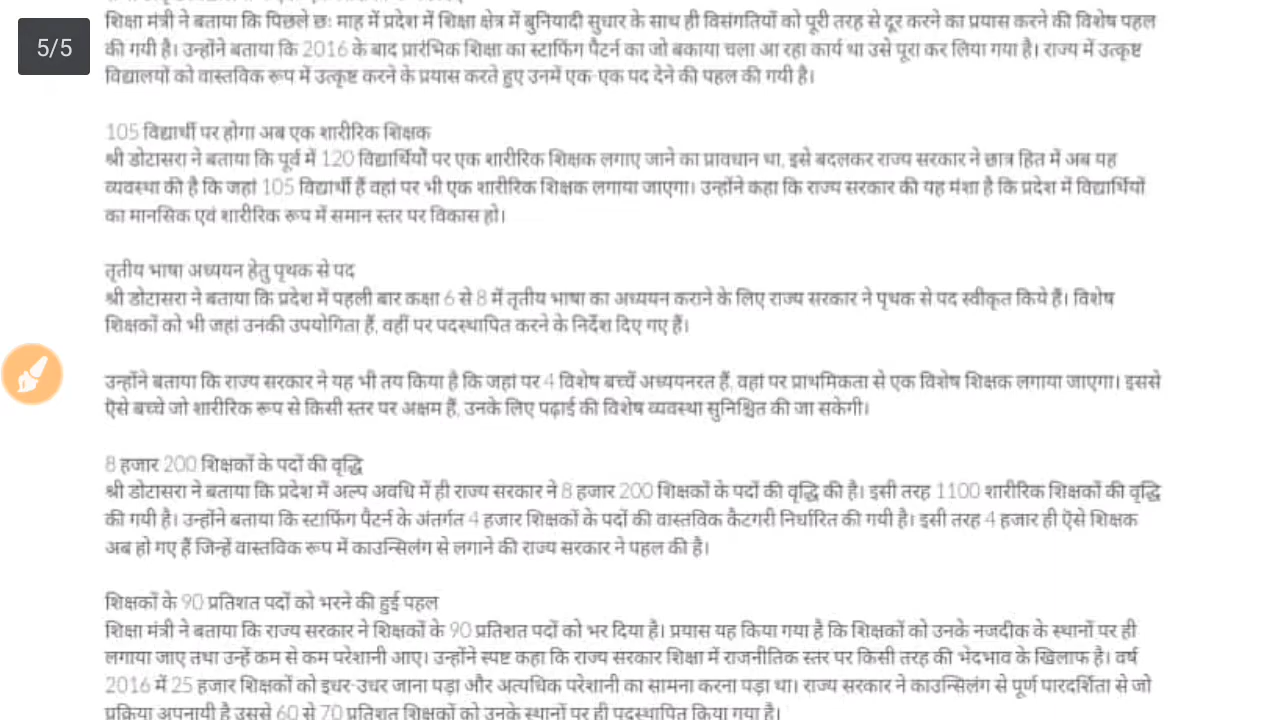 शिक्षा मंत्री ने बताया कि पिछले छः माह में प्रदेश में शिक्षा क्षेत्र में बुनियादी सुधार के साथ ही विसंगतियों को पूरी तरह से दूर करने का प्रयास करने की विशेष पहल
5/5
की गयी है। उन्होंने बताया कि 2016 के बाद प्रारंभिक शिक्षा का स्टाफिंग पैटर्न का जो बकाया चला आ रहा कार्य था उसे पूरा कर लिया गया है। राज्य में उत्कृष्ट
विद्यालयों को वास्तविक रूप में उत्कृष्ट करने के प्रयास करते हुए उनमें एक-एक पद देने की पहल की गयी है।
105 विद्यार्थी पर होगा अब एक शारीरिक शिक्षक
श्री डोटासरा ने बताया कि पूर्व में 120 विद्यार्थियों पर एक शारीरिक शिक्षक लगाए जाने का प्रावधान था, इसे बदलकर राज्य सरकार ने छात्र हित में अब यह
व्यवस्था की है कि जहां 105 विद्यार्थी हैं वहां पर भी एक शारीरिक शिक्षक लगाया जाएगा। उन्होंने कहा कि राज्य सरकार की यह मंशा है कि प्रदेश में विद्यार्थियों
का मानसिक एवं शारीरिक रूप में समान स्तर पर विकास हो।
तृतीय भाषा अध्ययन हेतु पृथक से पद
श्री डोटासरा ने बताया कि प्रदेश में पहली बार कक्षा 6 से 8 में तृतीय भाषा का अध्ययन कराने के लिए राज्य सरकार ने पृथक से पद स्वीकृत किये हैं। विशेष
शिक्षकों को भी जहां उनकी उपयोगिता हैं, वहीं पर पदस्थापित करने के निर्देश दिए गए हैं।
उन्होंने बताया कि राज्य सरकार ने यह भी तय किया है कि जहां पर 4 विशेष बच्चें अध्ययनरत हैं, वहां पर प्राथमिकता से एक विशेष शिक्षक लगाया जाएगा। इससे
ऐसे बच्चे जो शारीरिक रूप से किसी स्तर पर अक्षम हैं, उनके लिए पढ़ाई की विशेष व्यवस्था सुनिश्चित की जा सकेगी।
8 हजार 200 शिक्षकों के पदों की वृद्धि
श्री डोटासरा ने बताया कि प्रदेश में अल्प अवधि में ही राज्य सरकार ने 8 हजार 200 शिक्षकों के पदों की वृद्धि की है। इसी तरह 1100 शारीरिक शिक्षकों की वृद्धि
की गयी है। उन्होंने बताया कि स्टाफिंग पैटर्न के अंतर्गत 4 हजार शिक्षकों के पदों की वास्तविक कैटगरी निर्धारित की गयी है। इसी तरह 4 हजार ही ऐसे शिक्षक
अब हो गए हैं जिन्हें वास्तविक रूप में काउन्सिलंग से लगाने की राज्य सरकार ने पहल की है।
शिक्षकों के 90 प्रतिशत पदों को भरने की हुई पहल
शिक्षा मंत्री ने बताया कि राज्य सरकार ने शिक्षकों के 90 प्रतिशत पदों को भर दिया है। प्रयास यह किया गया है कि शिक्षकों को उनके नजदीक के स्थानों पर ही
लगाया जाए तथा उन्हें कम से कम परेशानी आए। उन्होंने स्पष्ट कहा कि राज्य सरकार शिक्षा में राजनीतिक स्तर पर किसी तरह की भेदभाव के खिलाफ है। वर्ष
2016 में 25 हजार शिक्षकों को इधर-उधर जाना पड़ा और अत्यधिक परेशानी का सामना करना पड़ा था। राज्य सरकार ने काउन्सिलंग से पूर्ण पारदर्शिता से जो
प्रक्रिया अपनायी है उससे 60 से 70 प्रतिशत शिक्षकों को उनके स्थानों पर ही पदस्थापित किया गया है।